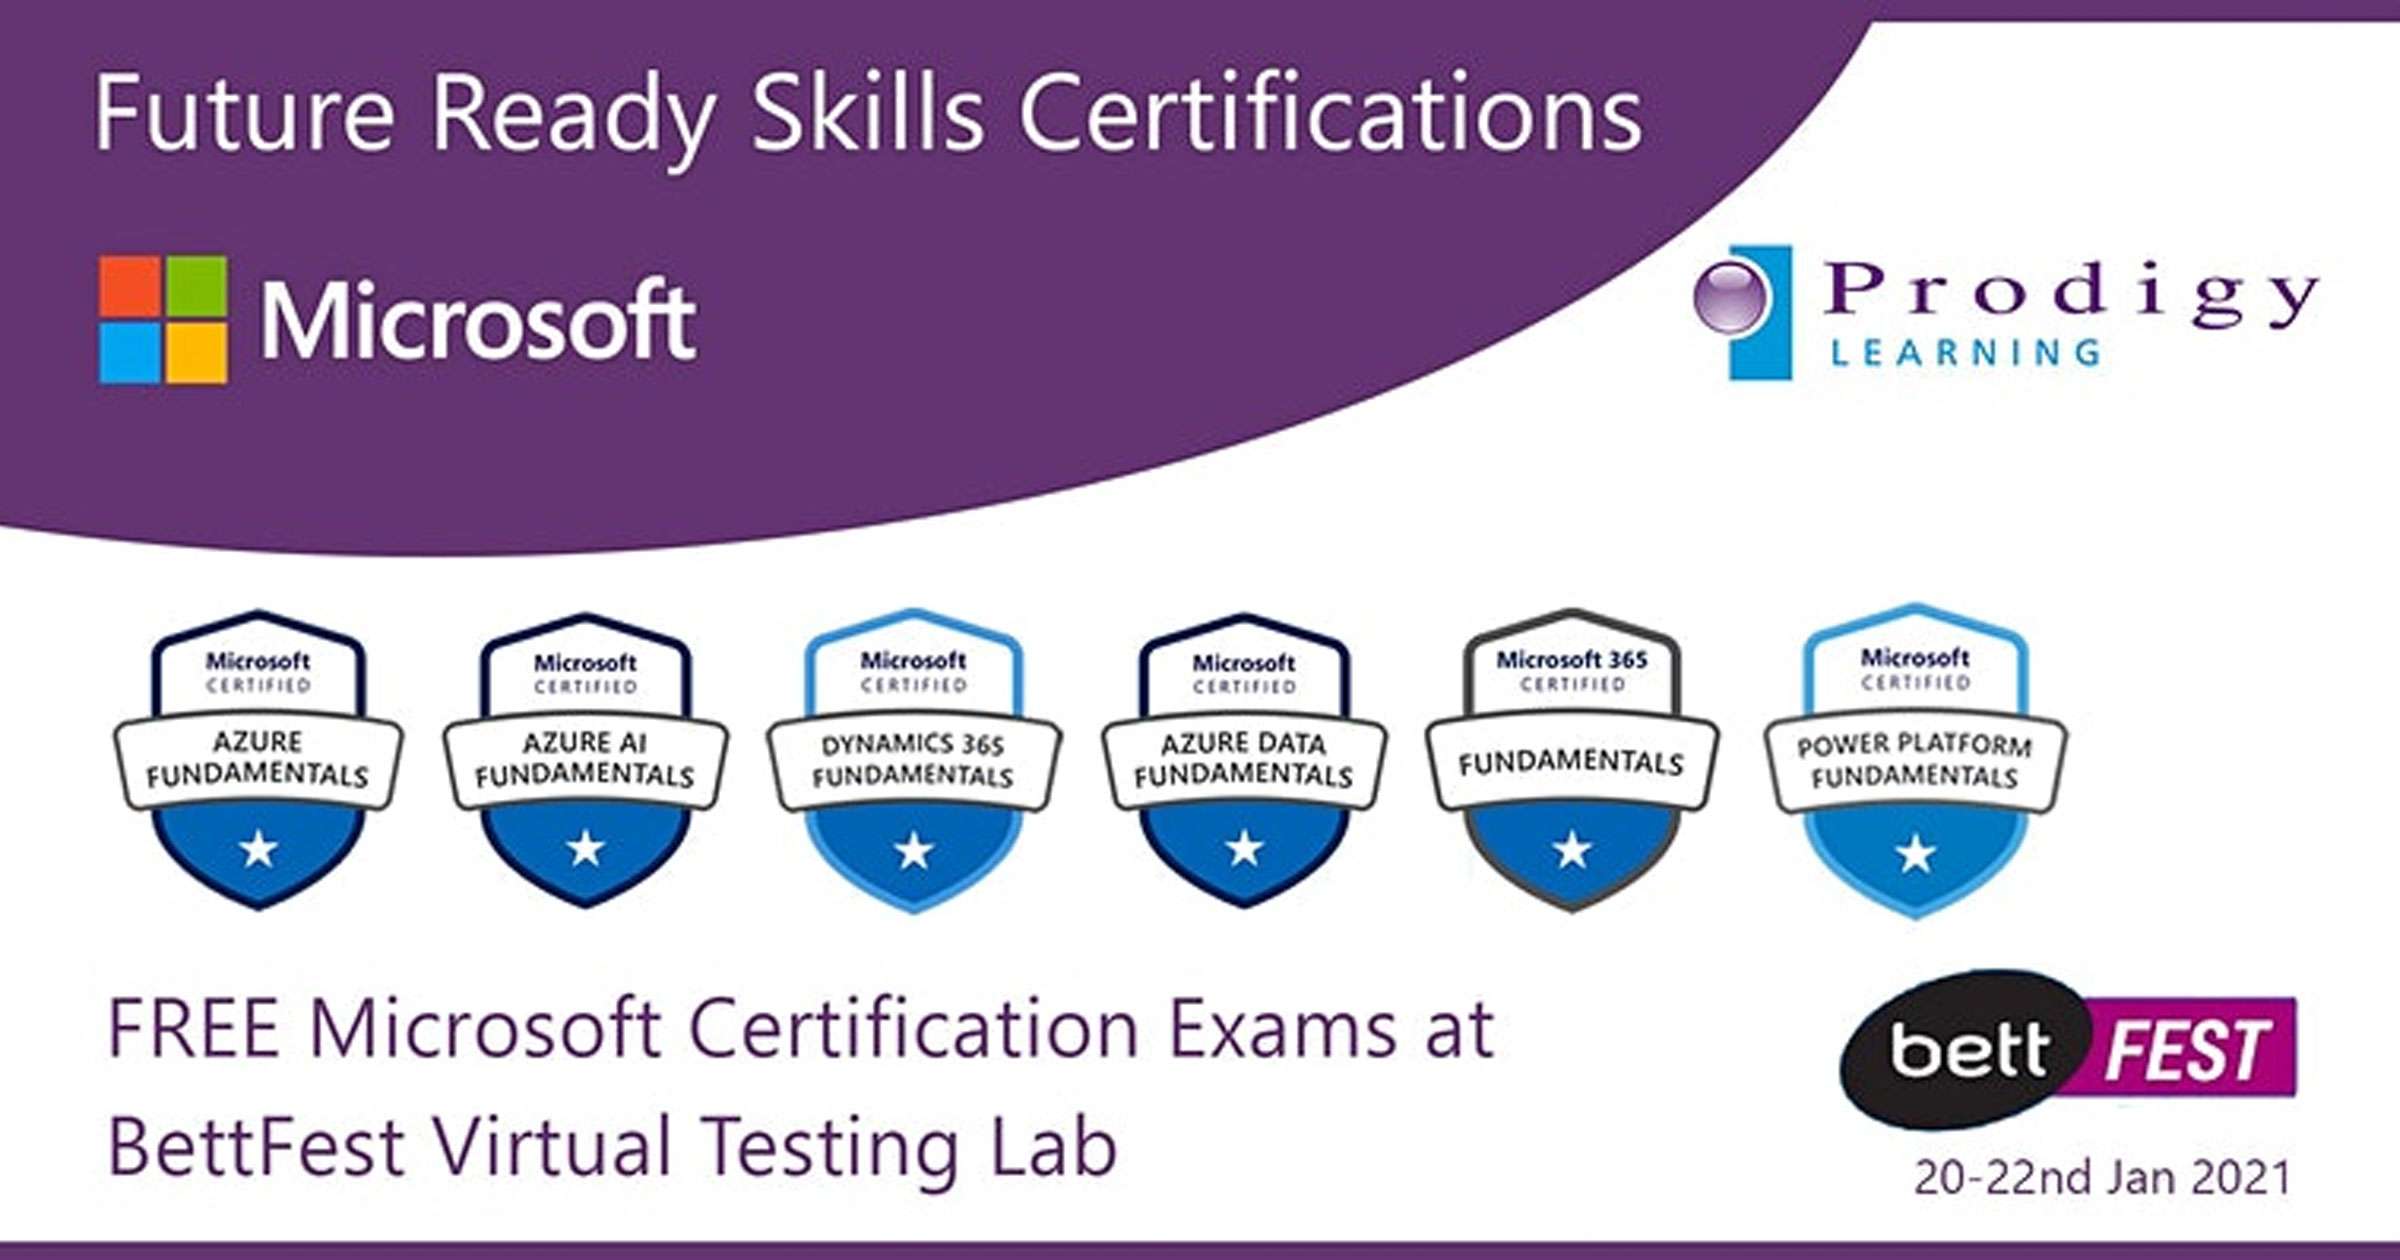 Future Ready Skills Certifications
Microsoft
Prodigy
LEARNING
Microsoft
CERTIFIED
AZURE
FUNDAMENTALS
Microsoft
CERTIFIED
AZURE AI
FUNDAMENTALS
Microsoft
CERTIFIED
DYNAMICS 365
FUNDAMENTALS
Microsoft
CERTIFIED
AZURE DATA
FUNDAMENTALS
Microsoft 365
CERTIFIED
FUNDAMENTALS
Microsoft
CERTIFIED
POWER PLATFORM
FUNDAMENTALS
FREE Microsoft Certification Exams at
BettFest Virtual Testing Lab
bett FEST
20-22nd Jan 2021